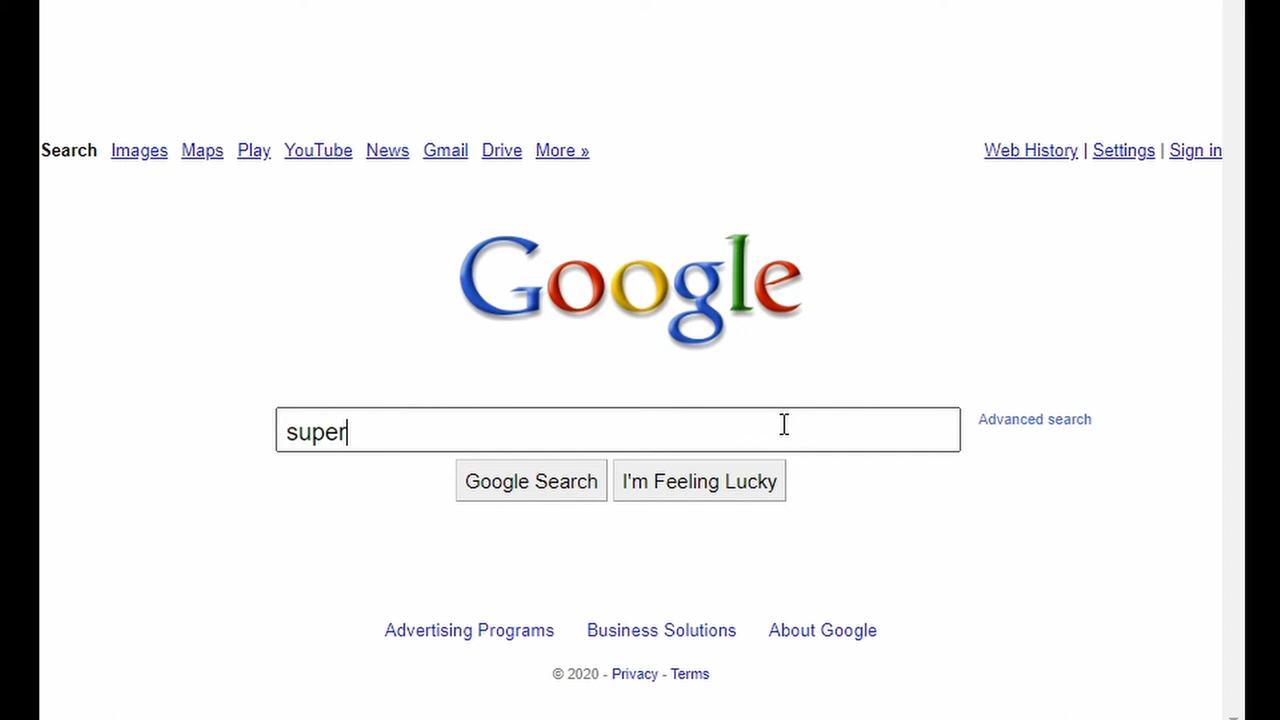 Search Images Maps Play YouTube News Gmail Drive More » Web History | Settings | Sign in
Google
super
Advanced search
Google Search I'm Feeling Lucky
Advertising Programs Business Solutions About Google
© 2020 - Privacy - Terms